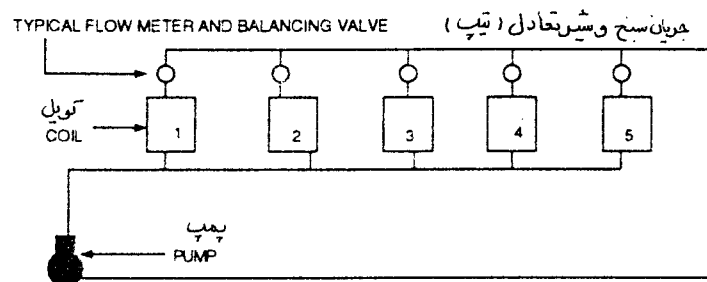 TYPICAL FLOW METER AND BALANCING VALVE
جریان سنج و شیر تعادل (تیپ)
کویل
COIL
1 2 3 4 5
پمپ
PUMP